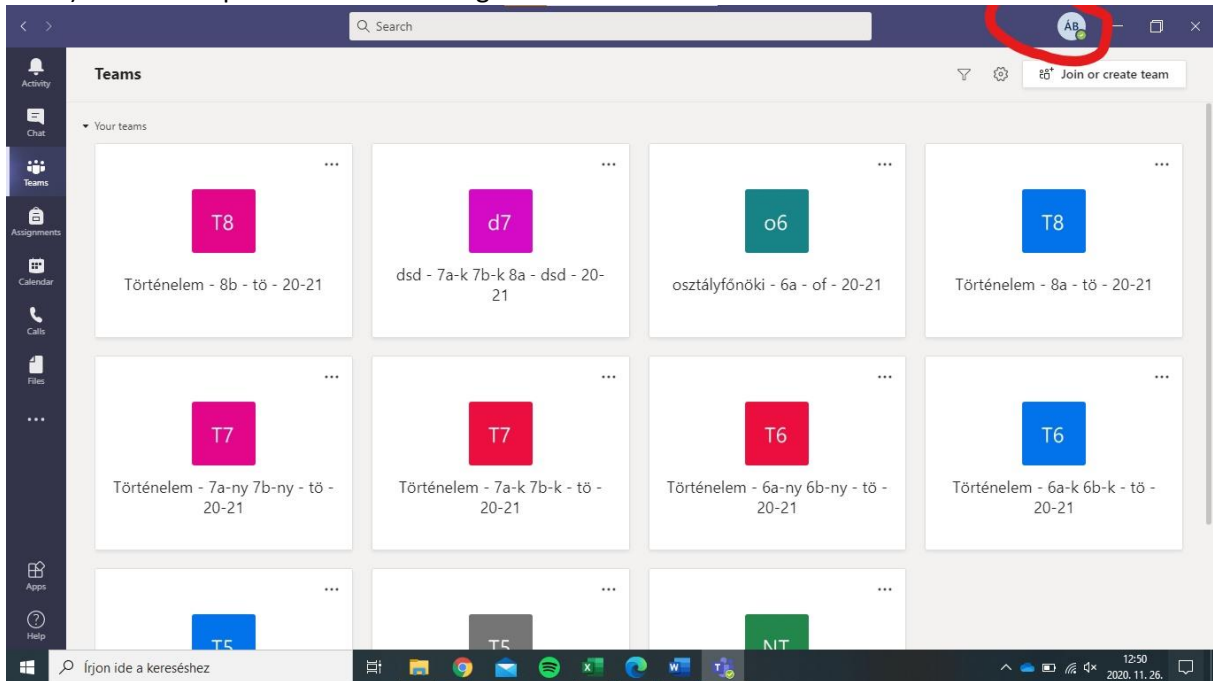 Search
ÁB
Activity
Teams
Join or create team
Chat
Your teams
Teams
T8
d7
o6
T8
Assignments
Történelem - 8b - tö - 20-21
dsd - 7a-k 7b-k 8a - dsd - 20-
21
osztályfőnöki - 6a - of - 20-21
Történelem - 8a - tö - 20-21
Calendar
Calls
Files
T7
T7
T6
T6
Történelem - 7a-ny 7b-ny - tö -
20-21
Történelem - 7a-k 7b-k - tö -
20-21
Történelem - 6a-ny 6b-ny - tö -
20-21
Történelem - 6a-k 6b-k - tö -
20-21
Apps
Help
T5
T5
NT
Írjon ide a kereséshez
12:50
2020. 11. 26.